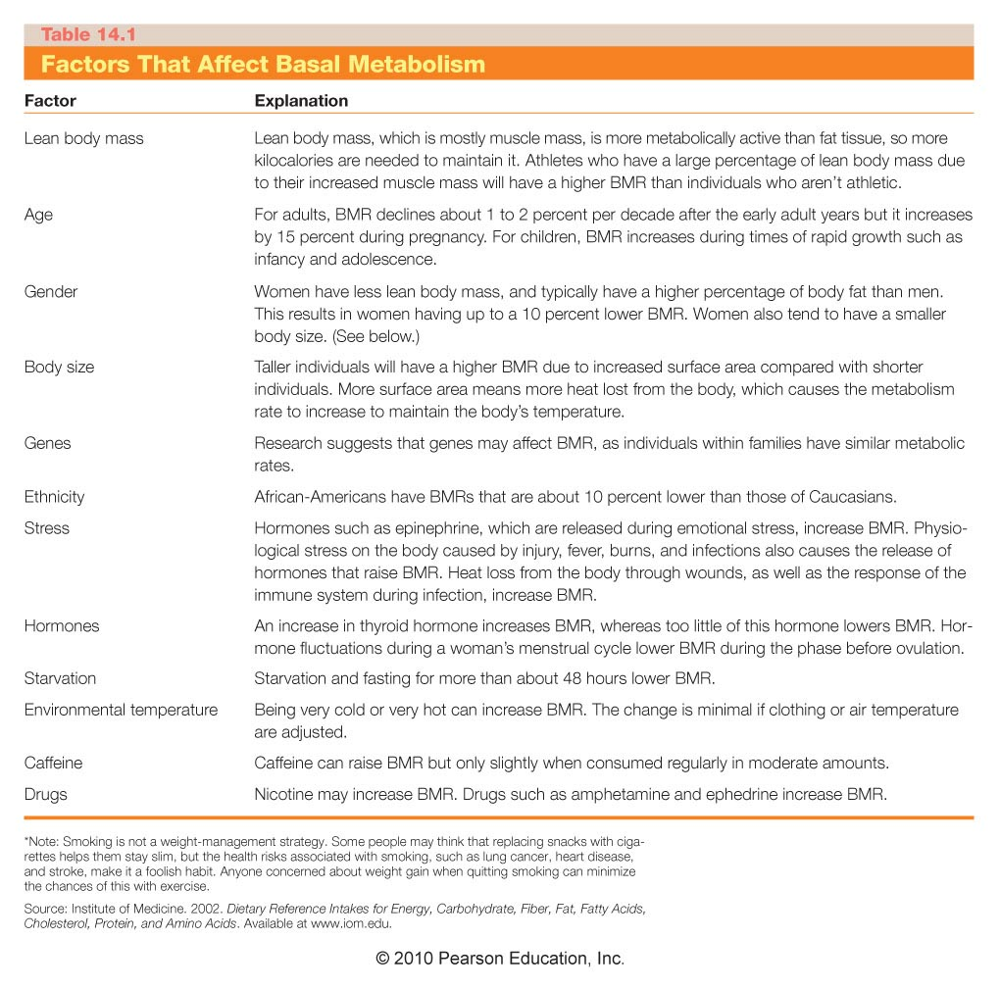 Table 14.1
Factors That Affect Basal Metabolism
Factor Explanation
Lean body mass Lean body mass, which is mostly muscle mass, is more metabolically active than fat tissue, so more
kilocalories are needed to maintain it. Athletes who have a large percentage of lean body mass due
to their increased muscle mass will have a higher BMR than individuals who aren't athletic.
Age For adults, BMR declines about 1 to 2 percent per decade after the early adult years but it increases
by 15 percent during pregnancy. For children, BMR increases during times of rapid growth such as
infancy and adolescence.
Gender Women have less lean body mass, and typically have a higher percentage of body fat than men.
This results in women having up to a 10 percent lower BMR. Women also tend to have a smaller
body size. (See below.)
Body size Taller individuals will have a higher BMR due to increased surface area compared with shorter
individuals. More surface area means more heat lost from the body, which causes the metabolism
rate to increase to maintain the body's temperature.
Genes Research suggests that genes may affect BMR, as individuals within families have similar metabolic
rates.
Ethnicity African-Americans have BMRs that are about 10 percent lower than those of Caucasians.
Stress Hormones such as epinephrine, which are released during emotional stress, increase BMR. Physio-
logical stress on the body caused by injury, fever, burns, and infections also causes the release of
hormones that raise BMR. Heat loss from the body through wounds, as well as the response of the
immune system during infection, increase BMR.
Hormones An increase in thyroid hormone increases BMR, whereas too little of this hormone lowers BMR. Hor-
mone fluctuations during a woman's menstrual cycle lower BMR during the phase before ovulation.
Starvation Starvation and fasting for more than about 48 hours lower BMR.
Environmental temperature Being very cold or very hot can increase BMR. The change is minimal if clothing or air temperature
are adjusted.
Caffeine Caffeine can raise BMR but only slightly when consumed regularly in moderate amounts.
Drugs Nicotine may increase BMR. Drugs such as amphetamine and ephedrine increase BMR.
*Note: Smoking is not a weight-management strategy. Some people may think that replacing snacks with ciga-
rettes helps them stay slim, but the health risks associated with smoking, such as lung cancer, heart disease,
and stroke, make it a foolish habit. Anyone concerned about weight gain when quitting smoking can minimize
the chances of this with exercise.
Source: Institute of Medicine. 2002. Dietary Reference Intakes for Energy, Carbohydrate, Fiber, Fat, Fatty Acids,
Cholesterol, Protein, and Amino Acids. Available at www.iom.edu.
© 2010 Pearson Education, Inc.